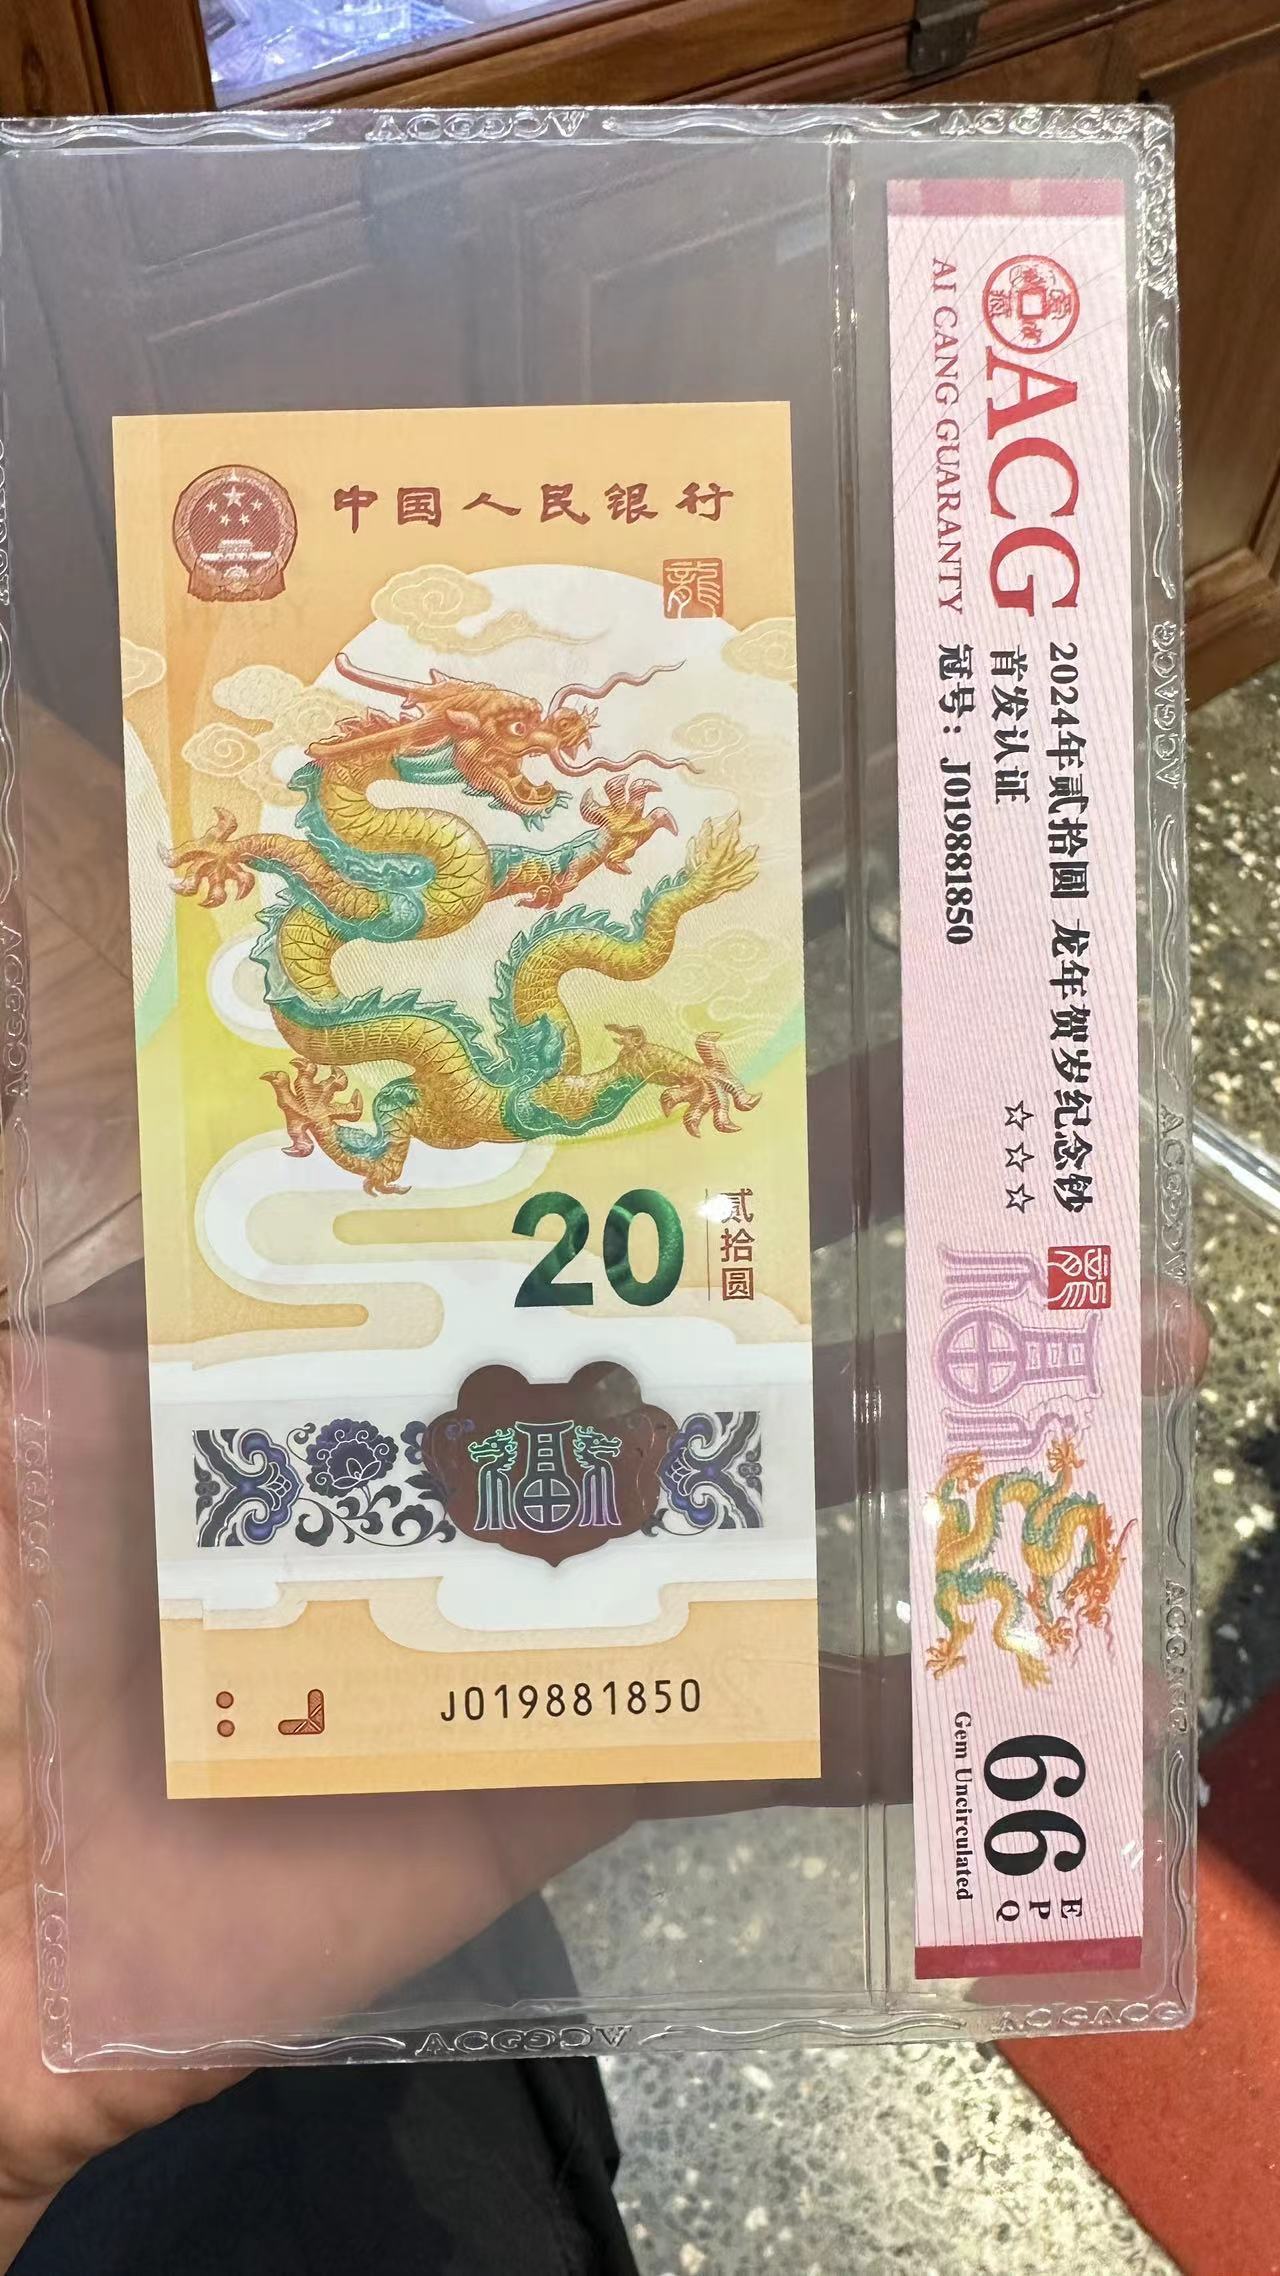 中国人民银行
龍
20
贰拾圆
福
J019881850
ACG
AI CANG GUARANTY
2024年贰拾圆 龙年贺岁纪念钞
首发认证
☆☆☆
冠号：J019881850
龍
福
66
EPQ
Gem Uncirculated